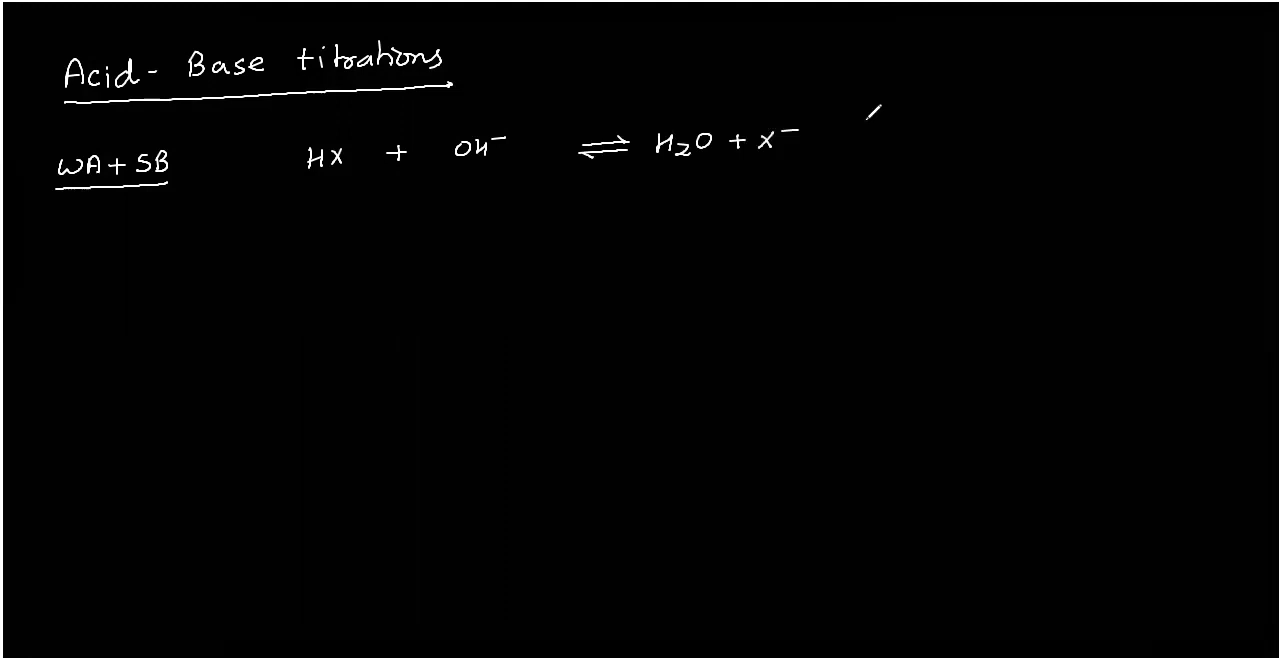 Acid - Base titrations
WA + SB HX + OH⁻ ⇌ H₂O + X⁻